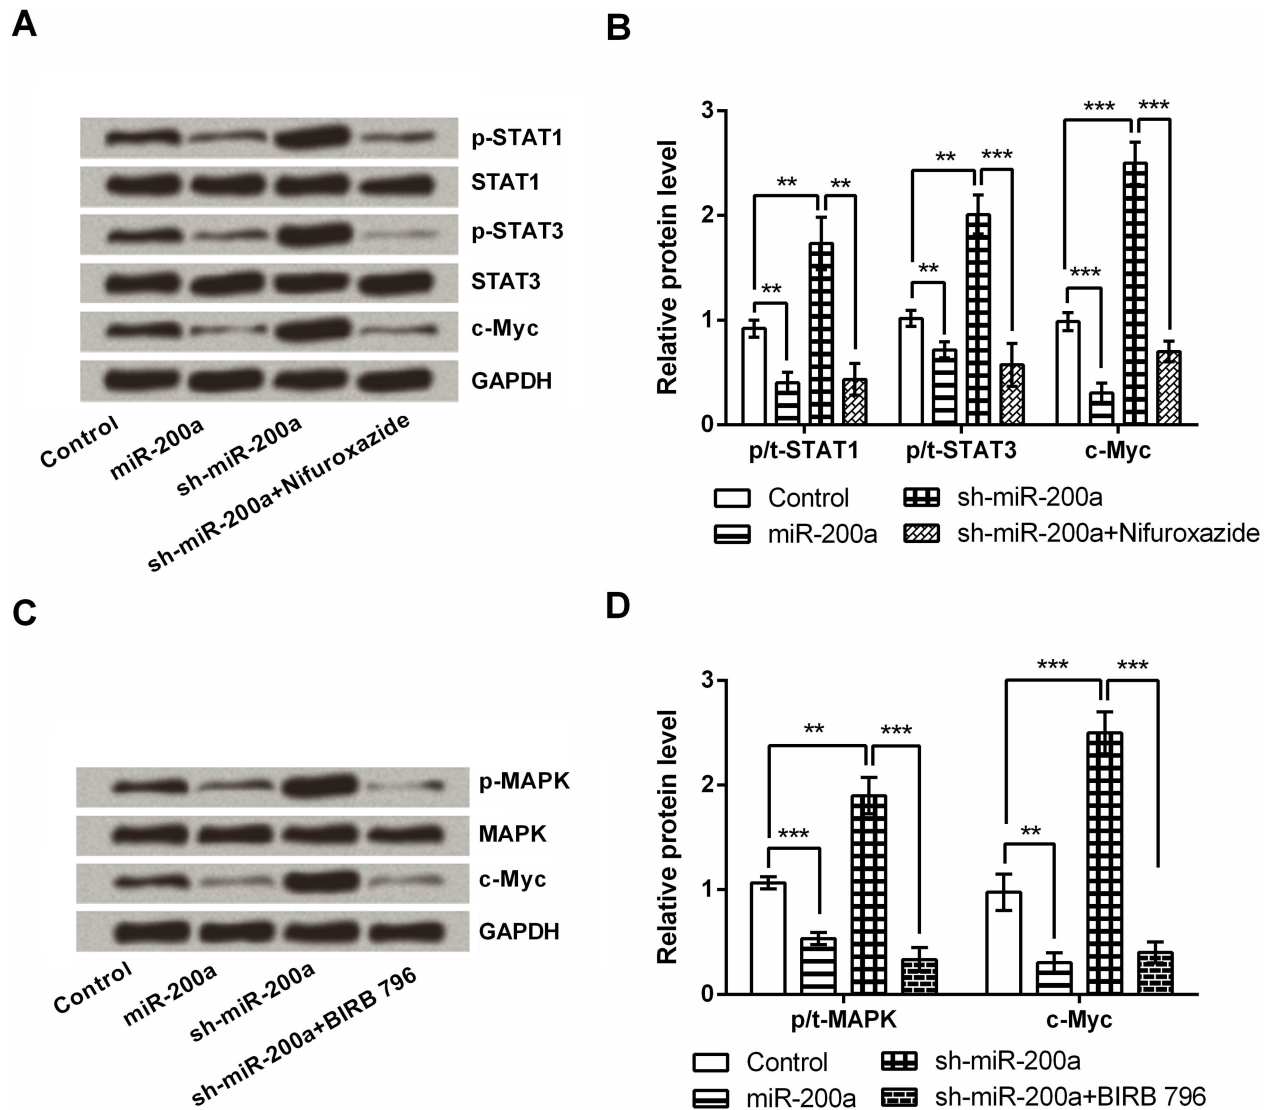 A
p-STAT1
STAT1
p-STAT3
STAT3
c-Myc
GAPDH
Control
miR-200a
sh-miR-200a
sh-miR-200a+Nifuroxazide
B
Relative protein level
3
2
1
0
** ** **
** ** ***
*** *** ***
p/t-STAT1 p/t-STAT3 c-Myc
Control sh-miR-200a
miR-200a sh-miR-200a+Nifuroxazide
C
p-MAPK
MAPK
c-Myc
GAPDH
Control
miR-200a
sh-miR-200a
sh-miR-200a+BIRB 796
D
Relative protein level
3
2
1
0
*** ** ***
** *** ***
p/t-MAPK c-Myc
Control sh-miR-200a
miR-200a sh-miR-200a+BIRB 796